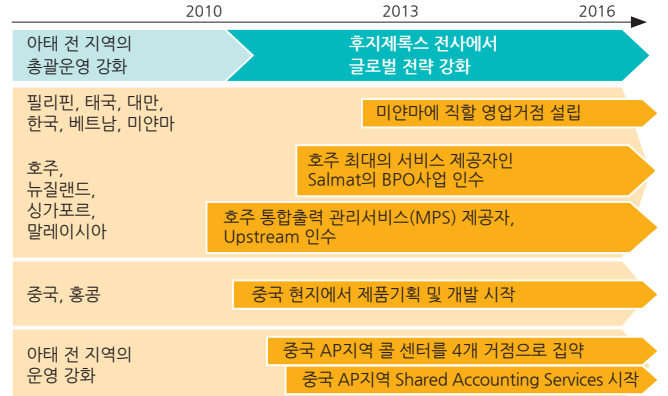 2010 2013 2016
아태 전 지역의
총괄운영 강화
후지제록스 전사에서
글로벌 전략 강화
필리핀, 태국, 대만,
한국, 베트남, 미얀마
미얀마에 직할 영업거점 설립
호주,
뉴질랜드,
싱가포르,
말레이시아
호주 최대의 서비스 제공자인
Salmat의 BPO사업 인수
호주 통합출력 관리서비스(MPS) 제공자,
Upstream 인수
중국, 홍콩
중국 현지에서 제품기획 및 개발 시작
아태 전 지역의
운영 강화
중국 AP지역 콜 센터를 4개 거점으로 집약
중국 AP지역 Shared Accounting Services 시작